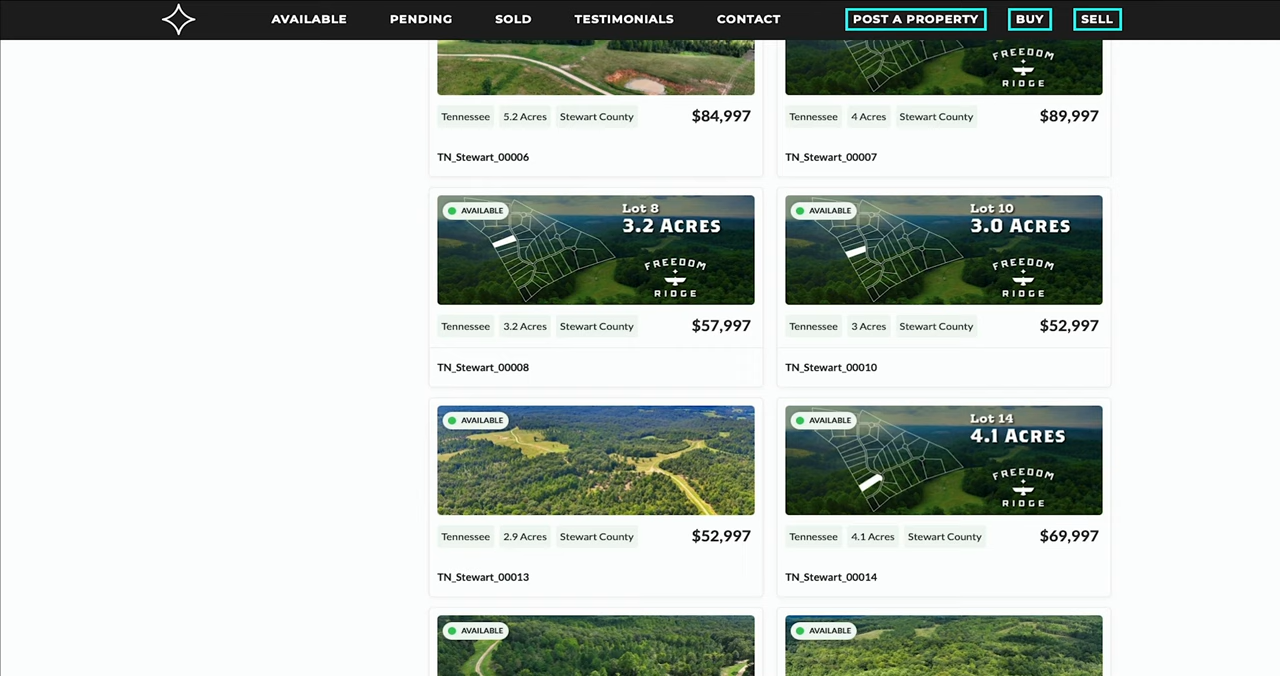 AVAILABLE PENDING SOLD TESTIMONIALS CONTACT POST A PROPERTY BUY SELL
FREEDOM
RIDGE
Tennessee 5.2 Acres Stewart County $84,997
Tennessee 4 Acres Stewart County $89,997
TN_Stewart_00006
TN_Stewart_00007
AVAILABLE
Lot 8
3.2 ACRES
FREEDOM
RIDGE
AVAILABLE
Lot 10
3.0 ACRES
FREEDOM
RIDGE
Tennessee 3.2 Acres Stewart County $57,997
Tennessee 3 Acres Stewart County $52,997
TN_Stewart_00008
TN_Stewart_00010
AVAILABLE
AVAILABLE
Lot 14
4.1 ACRES
FREEDOM
RIDGE
Tennessee 2.9 Acres Stewart County $52,997
Tennessee 4.1 Acres Stewart County $69,997
TN_Stewart_00013
TN_Stewart_00014
AVAILABLE
AVAILABLE